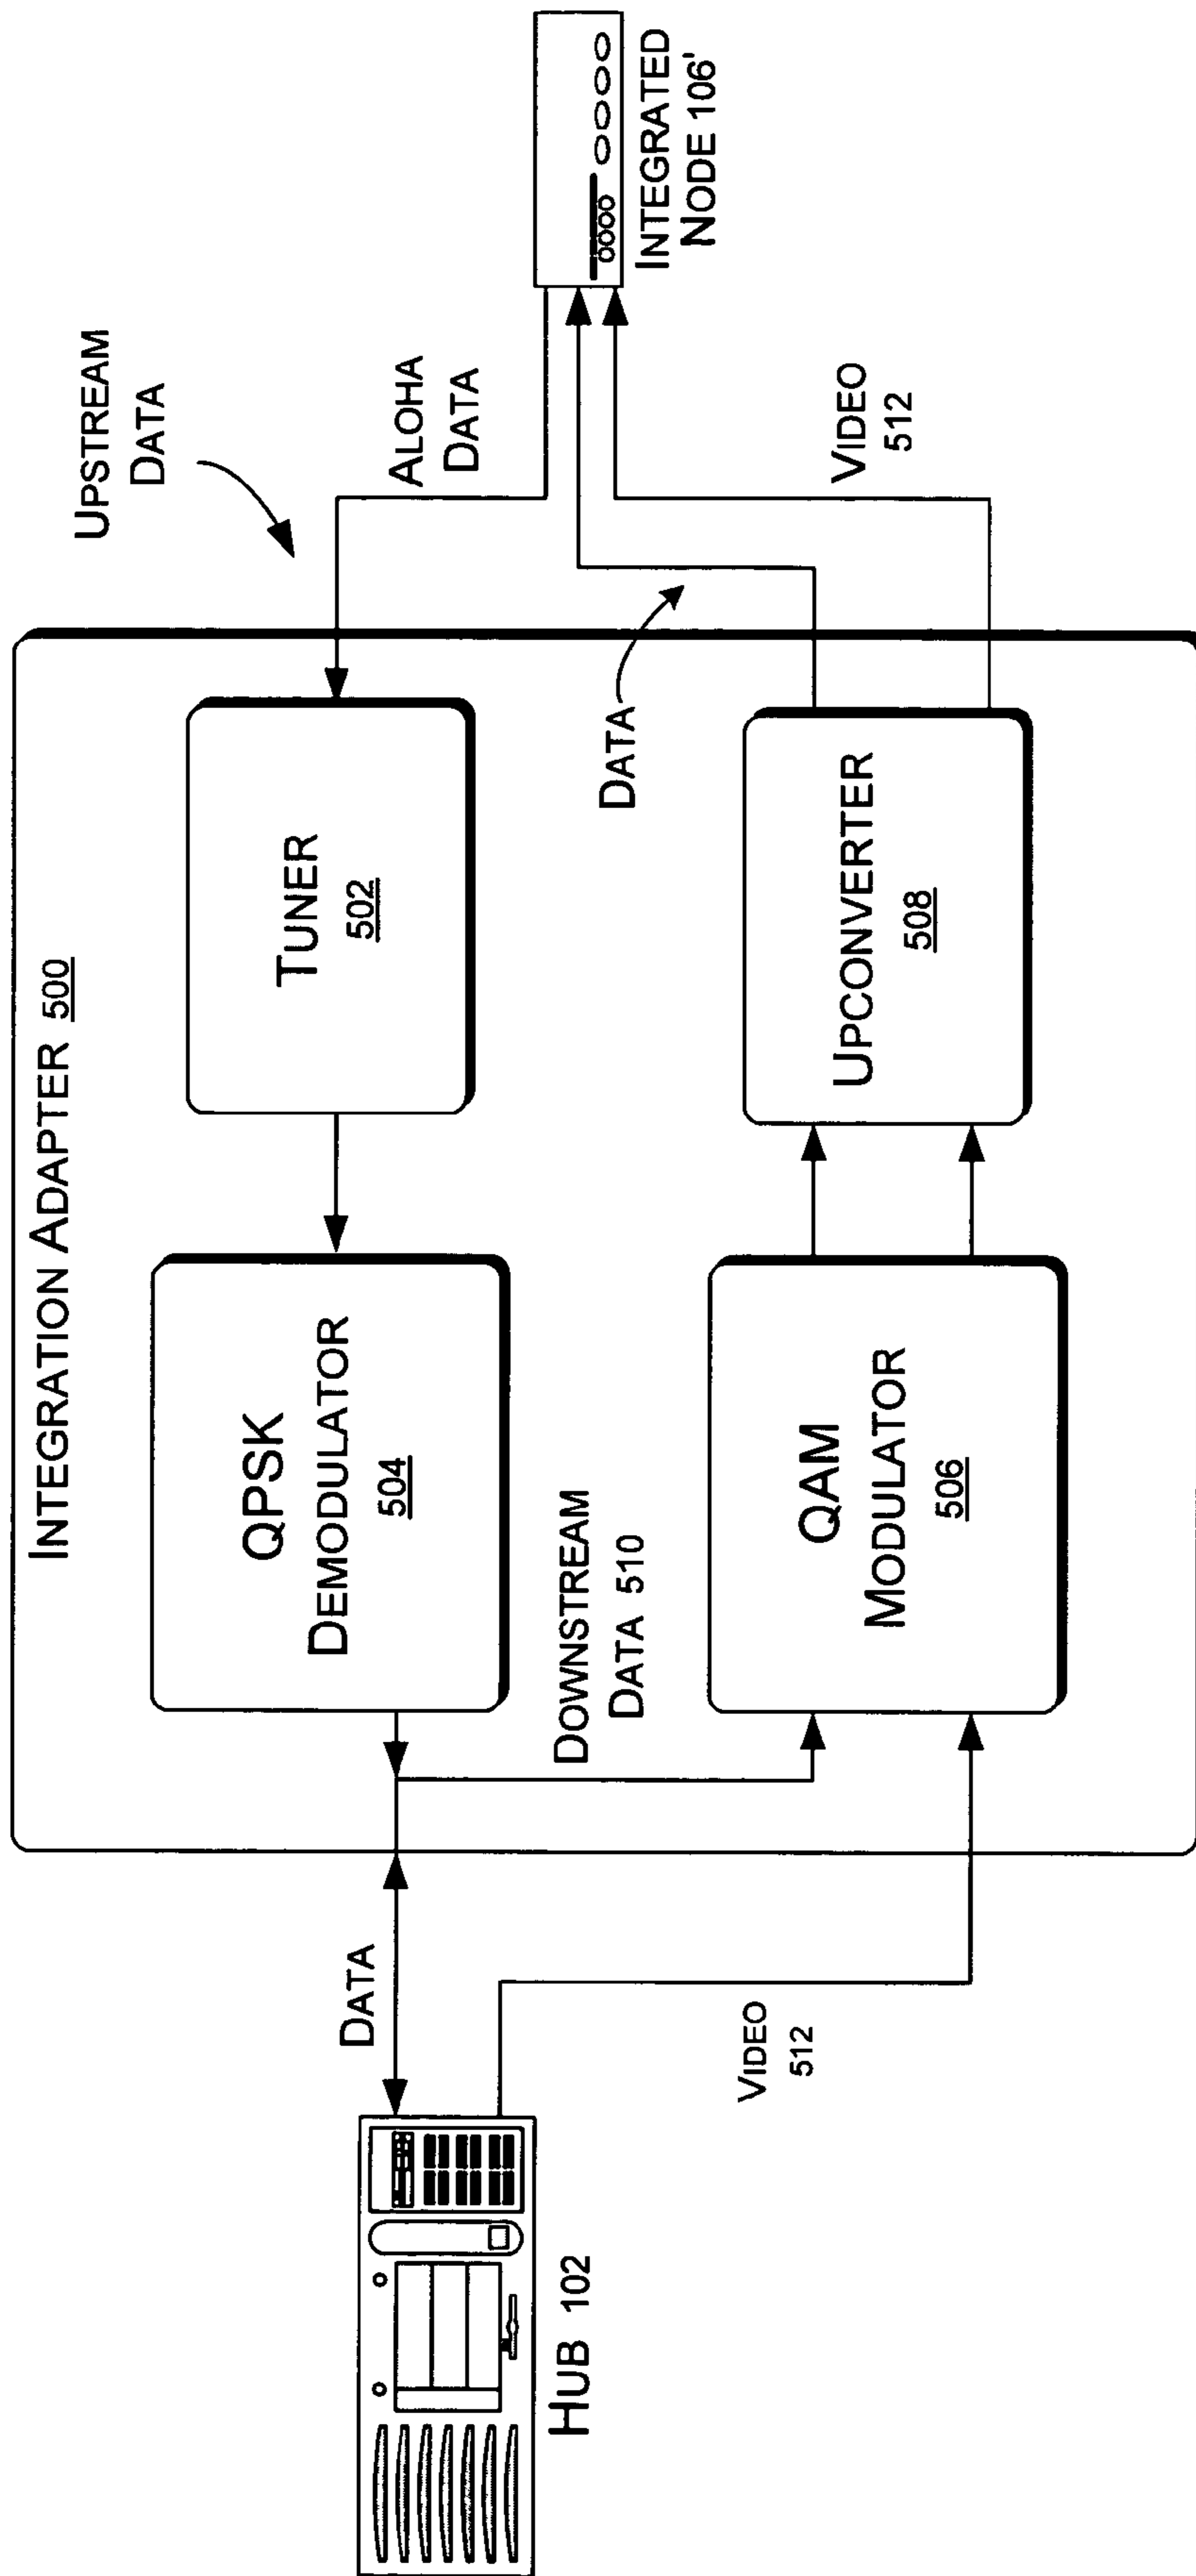 INTEGRATION ADAPTER 500
UPSTREAM
DATA
QPSK
DEMODULATOR
504
TUNER
502
ALOHA
DATA
DATA
DOWNSTREAM
DATA 510
DATA
INTEGRATED
NODE 106'
HUB 102
VIDEO
512
QAM
MODULATOR
506
UPCONVERTER
508
VIDEO
512